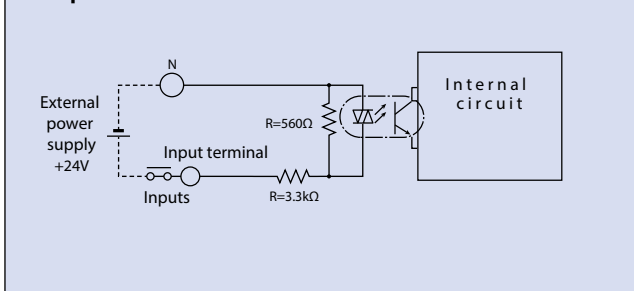 N
Internal
circuit
External
power
supply
+24V
R=560Ω
Input terminal
Inputs
R=3.3kΩ